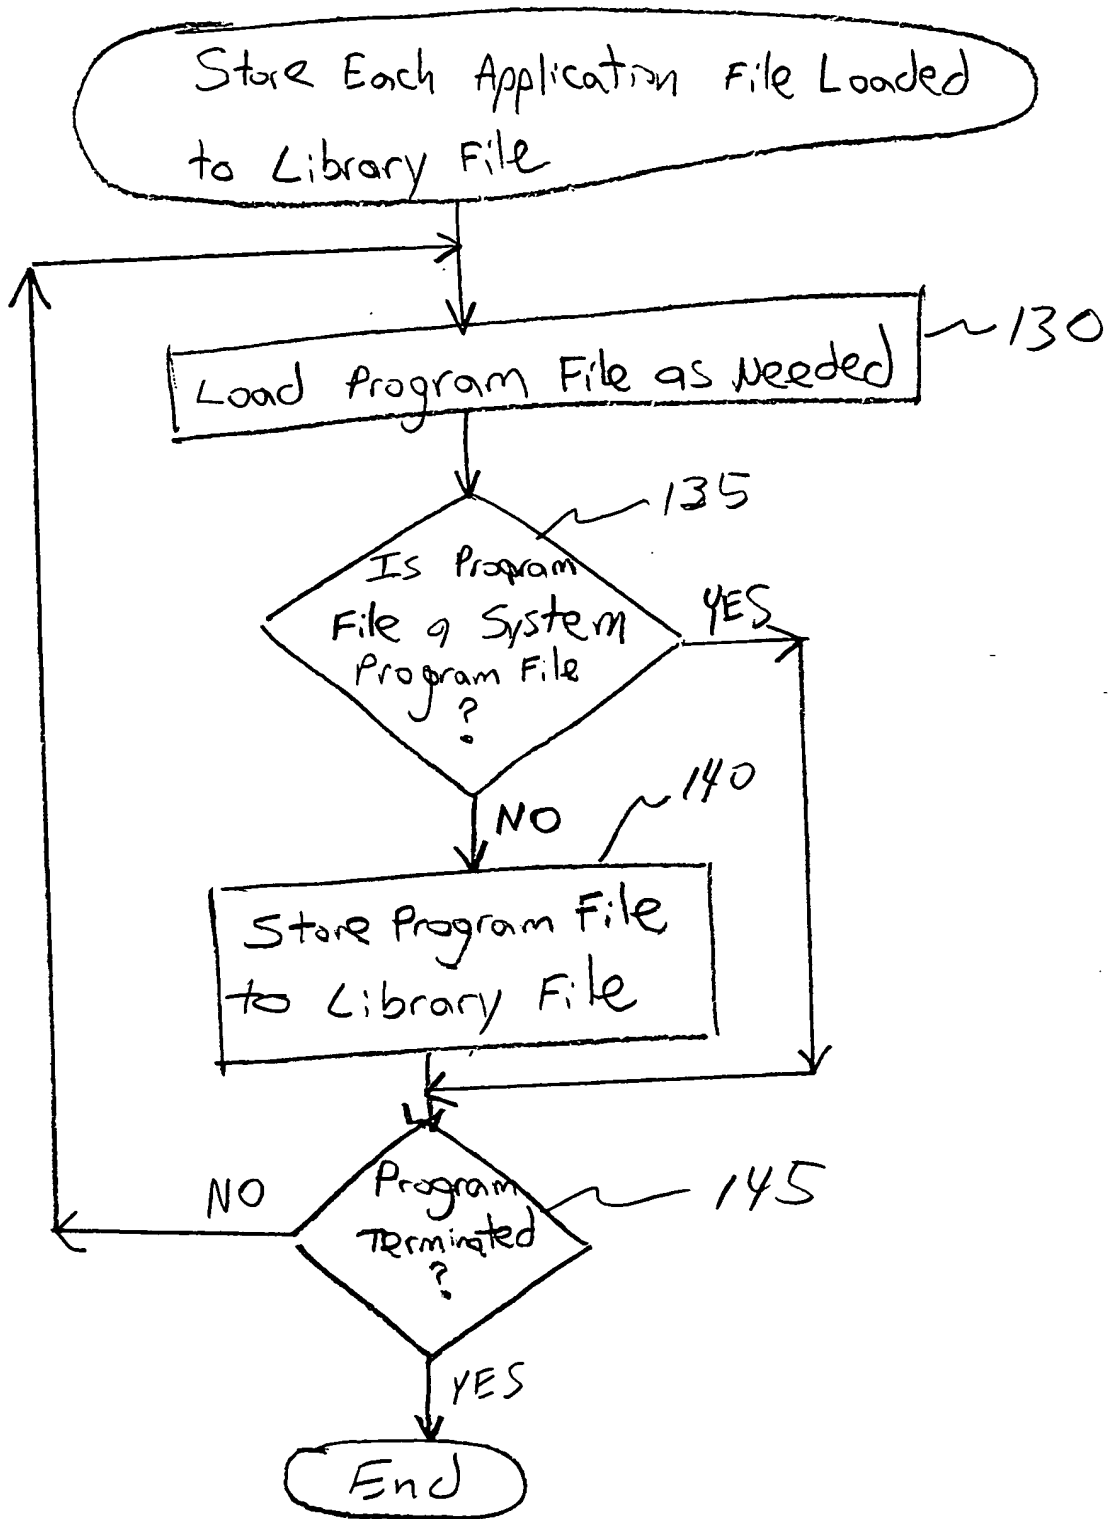 Store Each Application File Loaded
to Library File
Load Program File as Needed
130
135
Is Program
File a System
Program File
?
YES
NO
140
Store Program File
to Library File
Program
Terminated
?
145
NO
YES
End